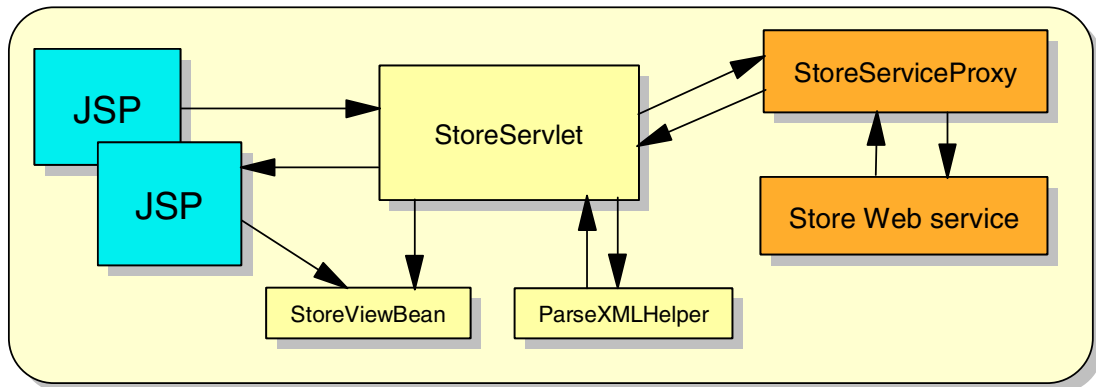 JSP
JSP
StoreServlet
StoreServiceProxy
Store Web service
StoreViewBean
ParseXMLHelper